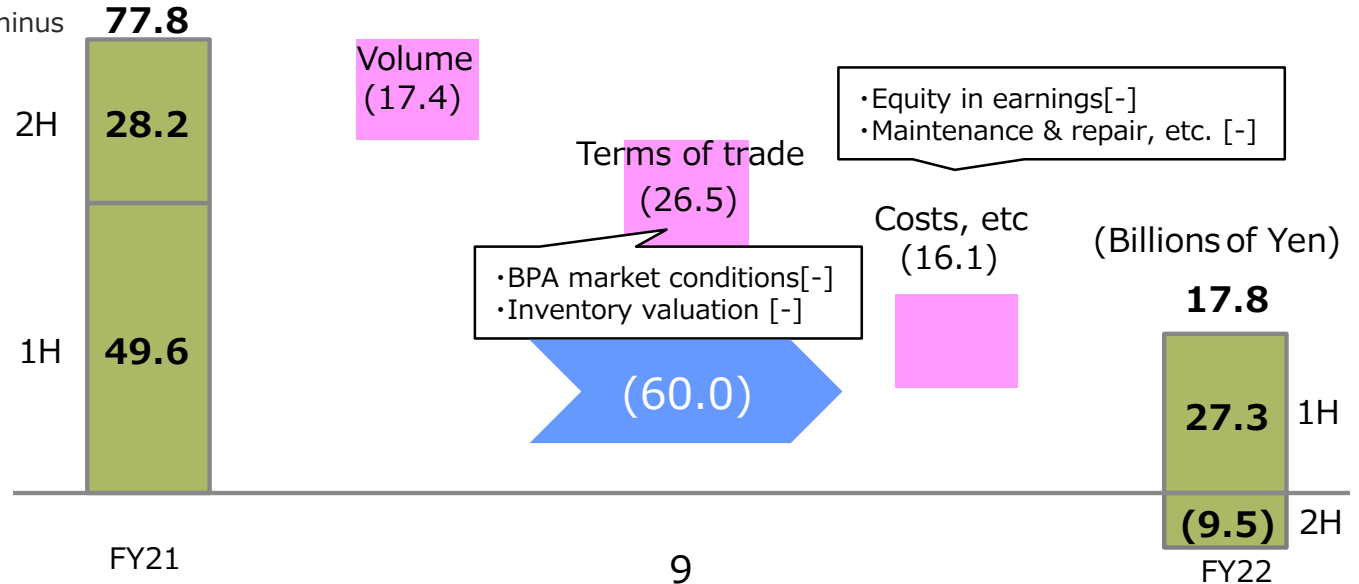 77.8
2H
28.2
1H
49.6
FY21
Volume
(17.4)
Terms of trade
(26.5)
・BPA market conditions[-]
・Inventory valuation [-]
(60.0)
・Equity in earnings[-]
・Maintenance & repair, etc. [-]
Costs, etc
(16.1)
(Billions of Yen)
17.8
27.3
1H
(9.5)
2H
FY22
9